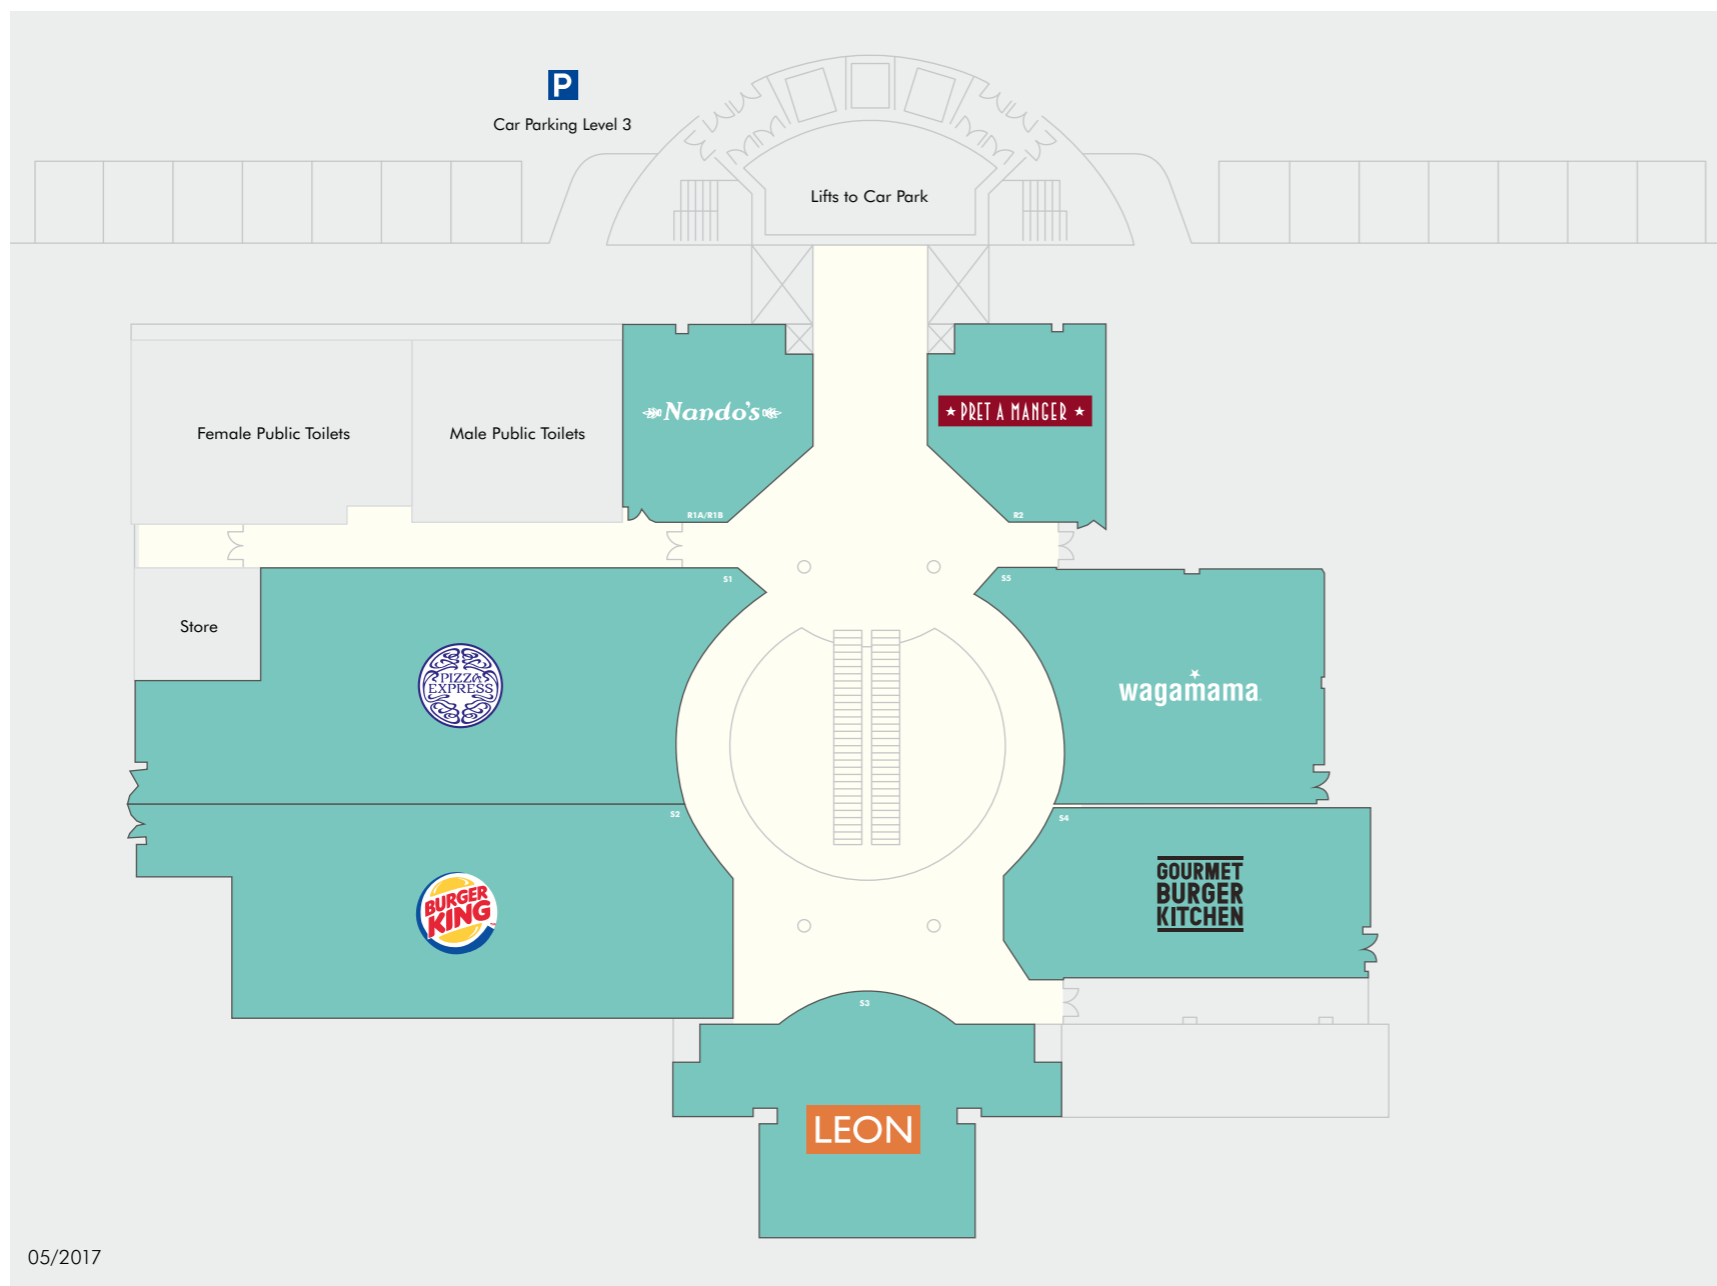 P
Car Parking Level 3
Lifts to Car Park
Female Public Toilets
Male Public Toilets
Nando's
PRET A MANGER
R1A/R1B
R2
S1
S5
Store
PIZZA
EXPRESS
wagamama
S2
S4
BURGER
KING
GOURMET
BURGER
KITCHEN
S3
LEON
05/2017